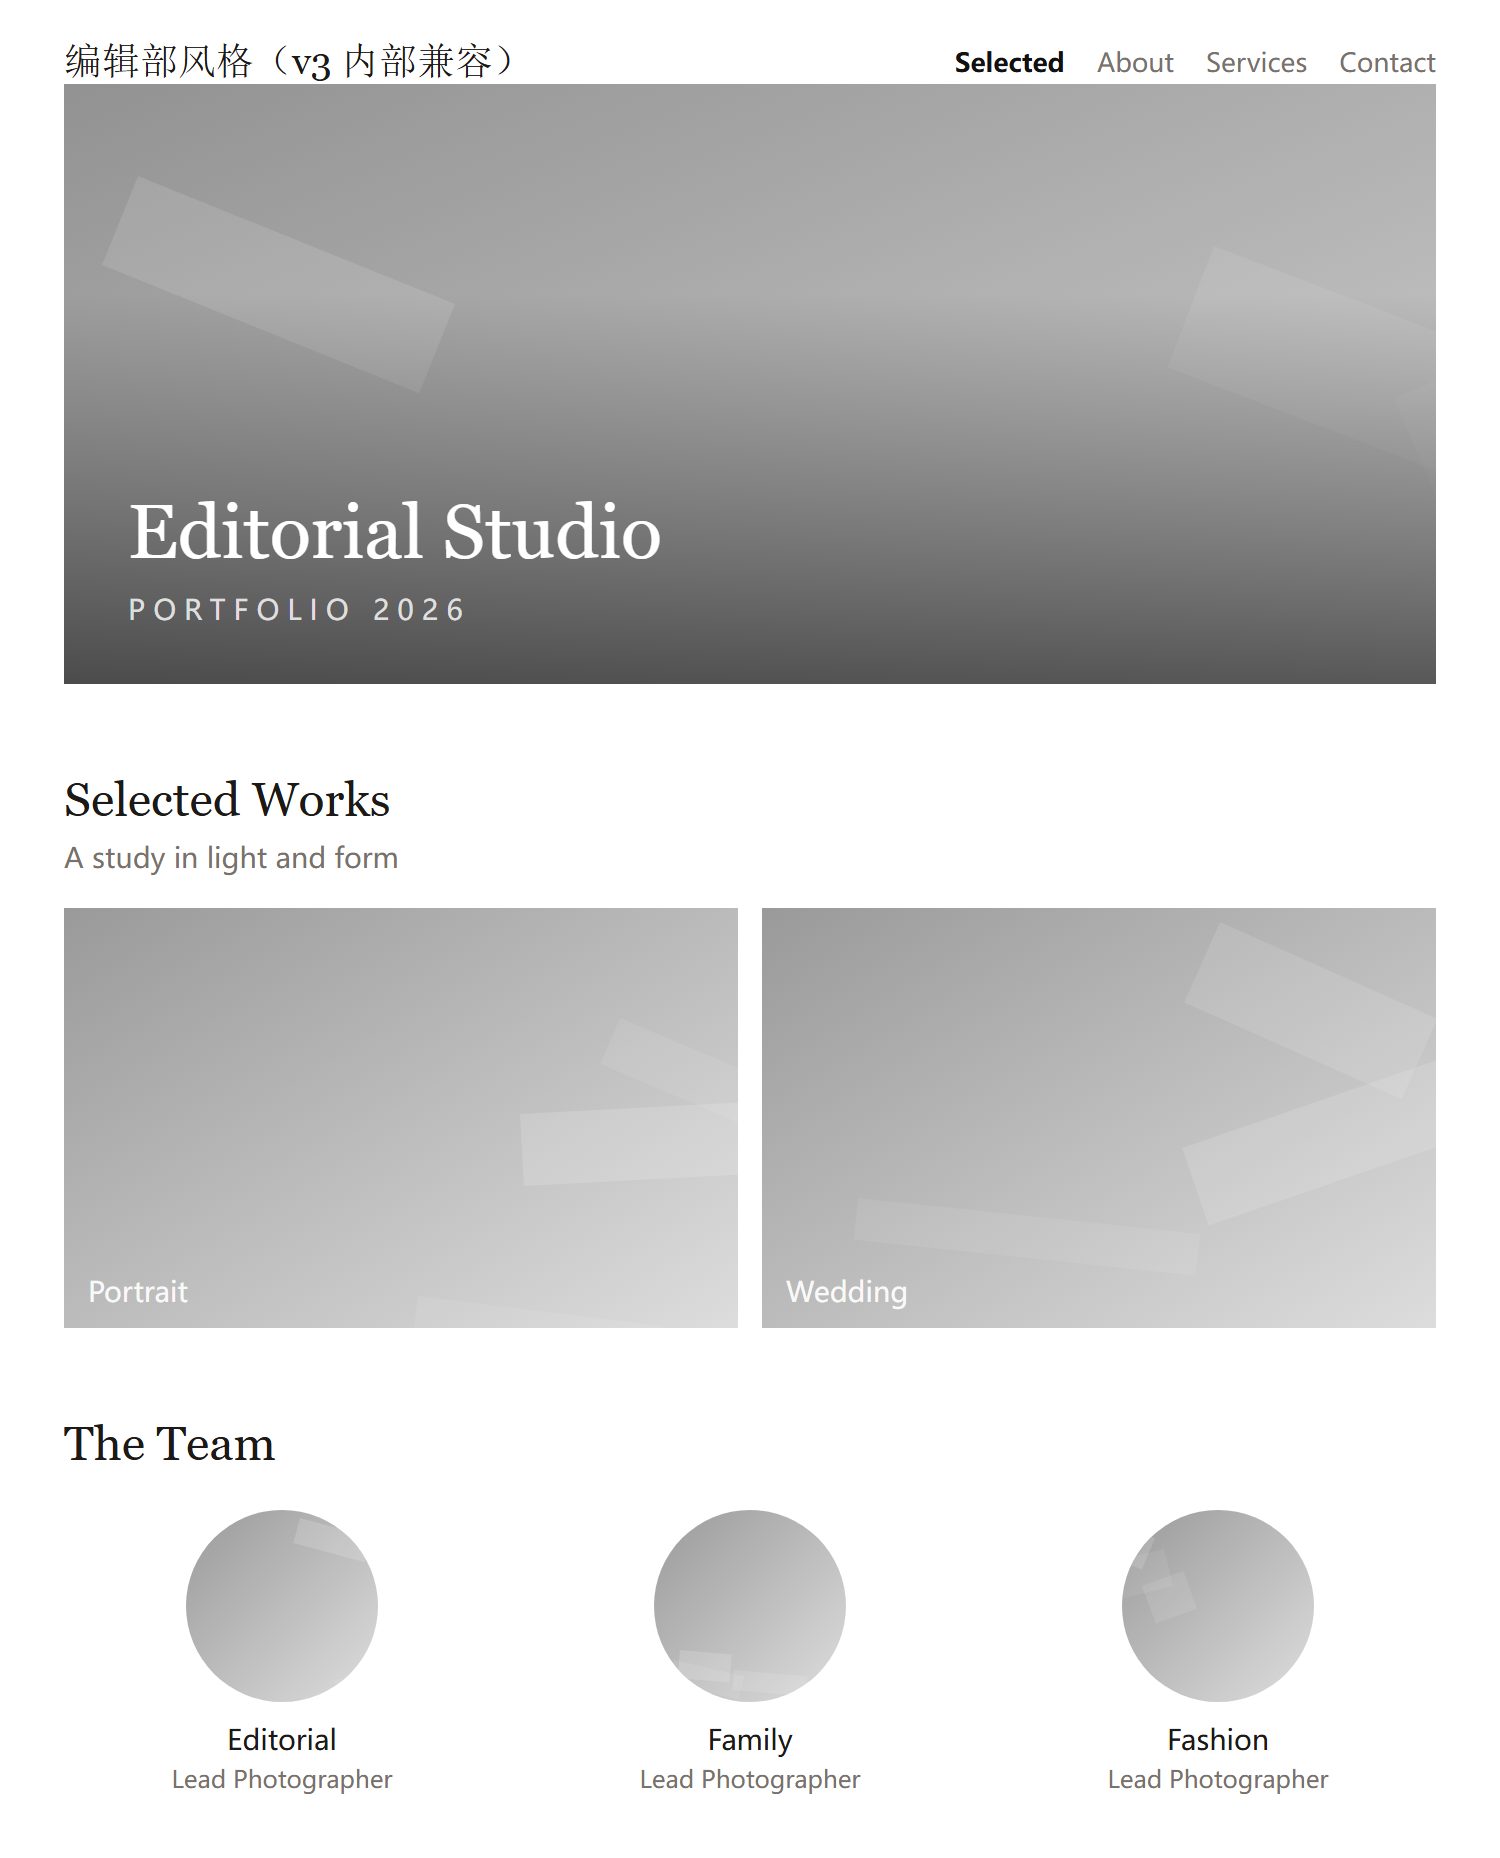 编辑部风格（v3 内部兼容）
Selected About Services Contact
Editorial Studio
PORTFOLIO 2026
Selected Works
A study in light and form
Portrait
Wedding
The Team
Editorial
Lead Photographer
Family
Lead Photographer
Fashion
Lead Photographer